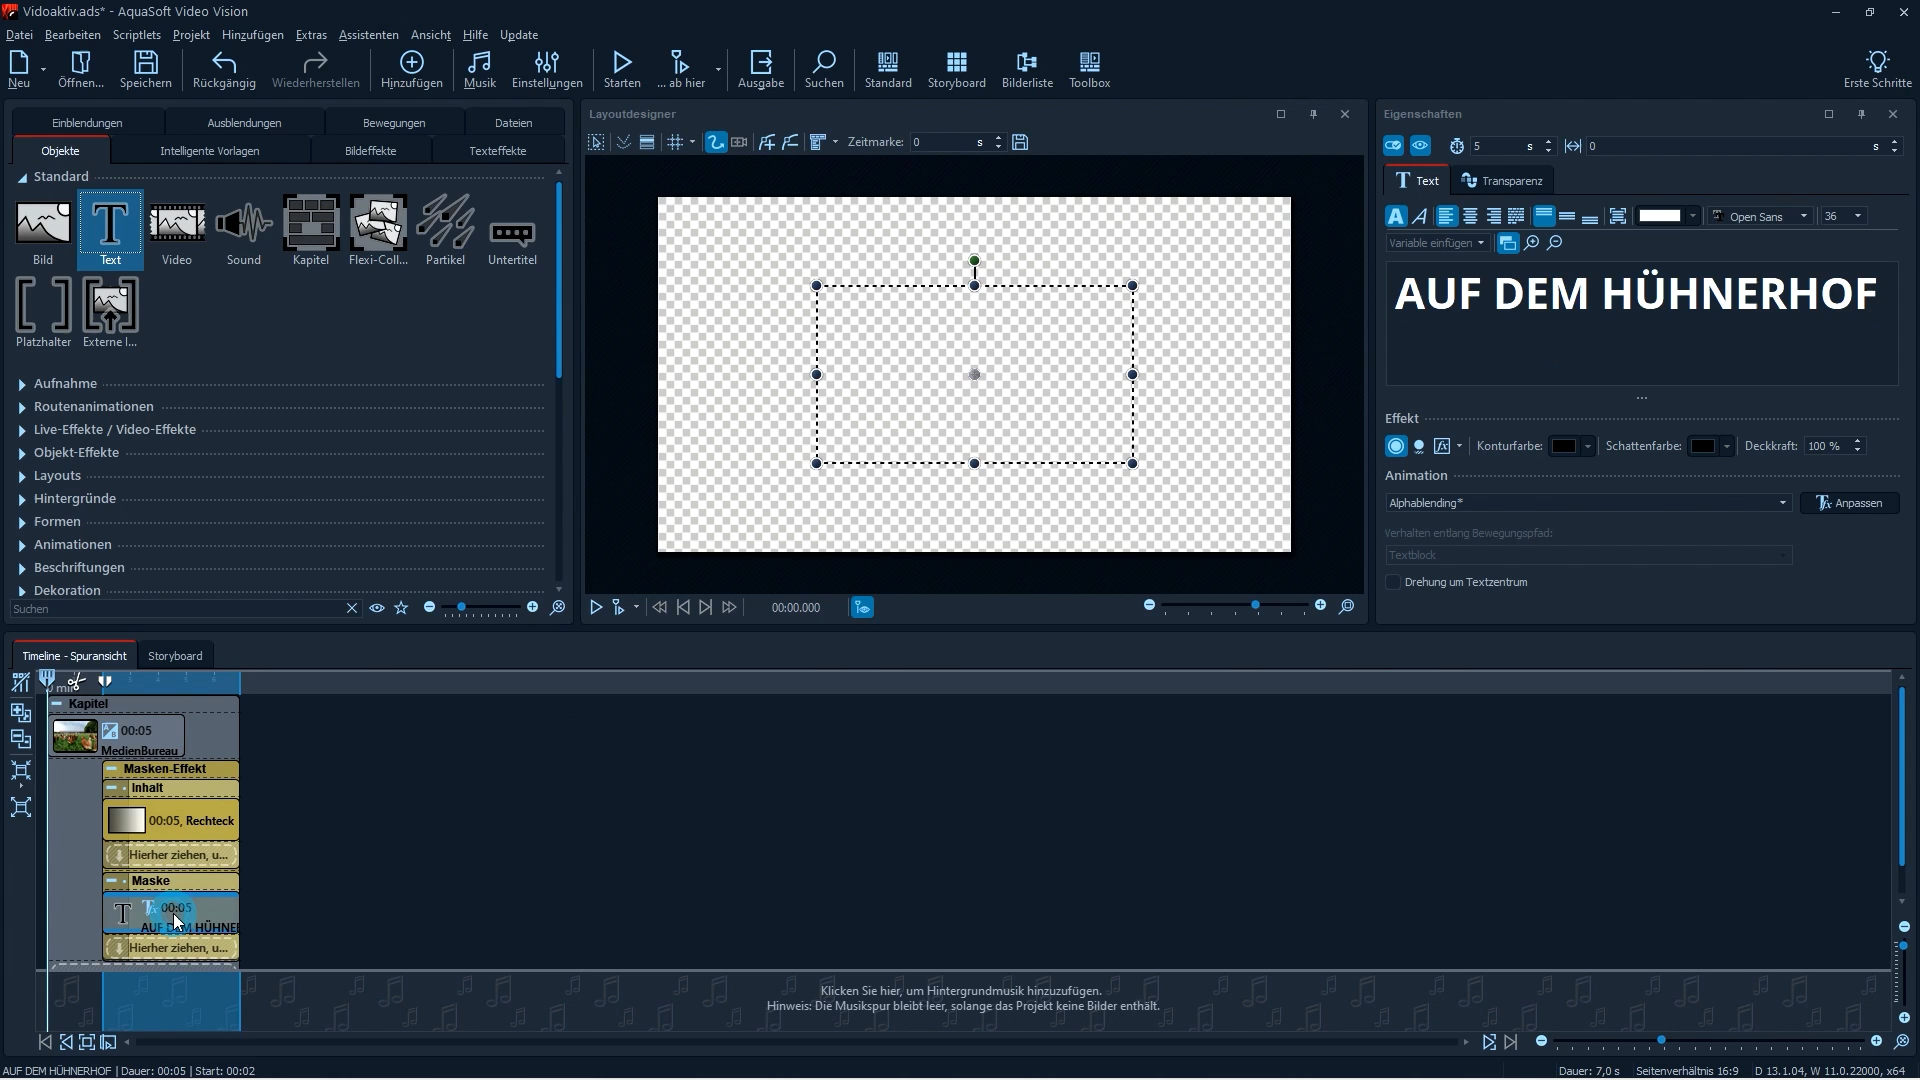 Vidoaktiv.ads* - AquaSoft Video Vision
Datei Bearbeiten Scriptlets Projekt Hinzufügen Extras Assistenten Ansicht Hilfe Update
Neu Öffnen... Speichern Rückgängig Wiederherstellen Hinzufügen Musik Einstellungen Starten ... ab hier Ausgabe Suchen Standard Storyboard Bilderliste Toolbox Erste Schritte
Einblendungen Ausblendungen Bewegungen Dateien
Objekte Intelligente Vorlagen Bildeffekte Texteffekte
Standard
Bild Text Video Sound Kapitel Flexi-Coll... Partikel Untertitel
Platzhalter Externe I...
Aufnahme
Routenanimationen
Live-Effekte / Video-Effekte
Objekt-Effekte
Layouts
Hintergründe
Formen
Animationen
Beschriftungen
Dekoration
Suchen
Layoutdesigner
Zeitmarke: 0 s
00:00.000
Eigenschaften
5 s 0 s
Text Transparenz
Open Sans 36
Variable einfügen
AUF DEM HÜHNERHOF
...
Effekt
Konturfarbe: Schattenfarbe: Deckkraft: 100 %
Animation
Alphablending* Anpassen
Verhalten entlang Bewegungspfad:
Textblock
Drehung um Textzentrum
Timeline - Spuransicht Storyboard
Kapitel
00:05
MedienBureau
Masken-Effekt
Inhalt
00:05, Rechteck
Hierher ziehen, u...
Maske
00:05
AUF DEM HÜHNE
Hierher ziehen, u...
Klicken Sie hier, um Hintergrundmusik hinzuzufügen.
Hinweis: Die Musikspur bleibt leer, solange das Projekt keine Bilder enthält.
AUF DEM HÜHNERHOF | Dauer: 00:05 | Start: 00:02
Dauer: 7,0 s Seitenverhältnis 16:9 D 13.1.04, W 11.0.22000, x64